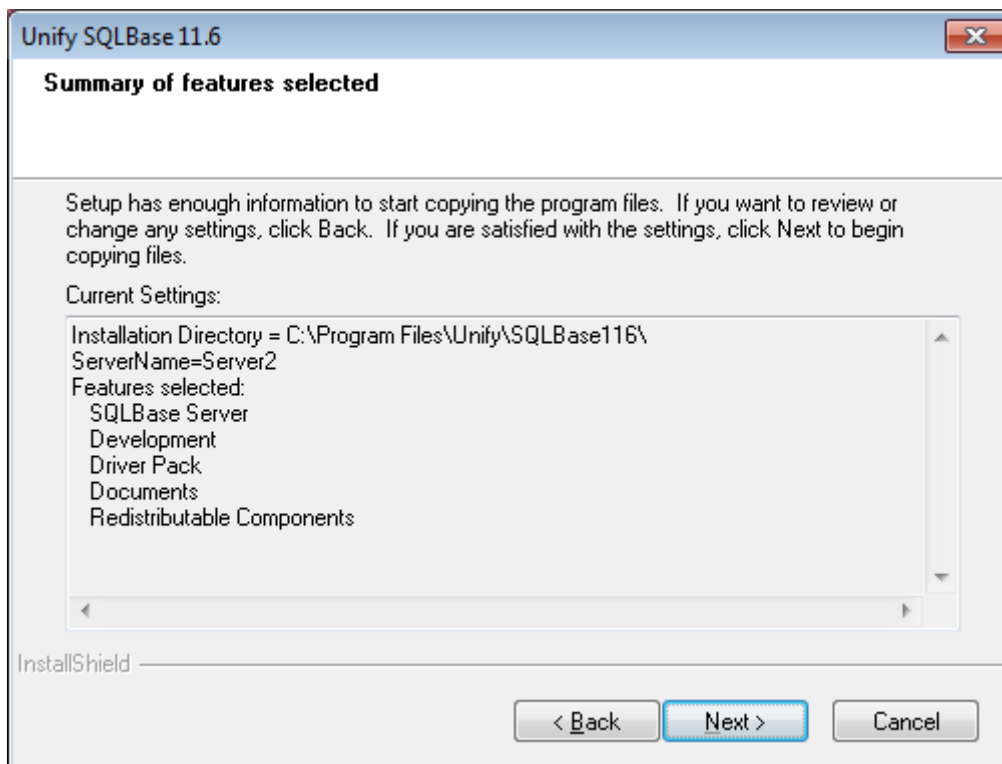 Unify SQLBase 11.6
Summary of features selected
Setup has enough information to start copying the program files. If you want to review or
change any settings, click Back. If you are satisfied with the settings, click Next to begin
copying files.
Current Settings:
Installation Directory = C:\Program Files\Unify\SQLBase116\
ServerName=Server2
Features selected:
SQLBase Server
Development
Driver Pack
Documents
Redistributable Components
InstallShield
< Back
Next >
Cancel